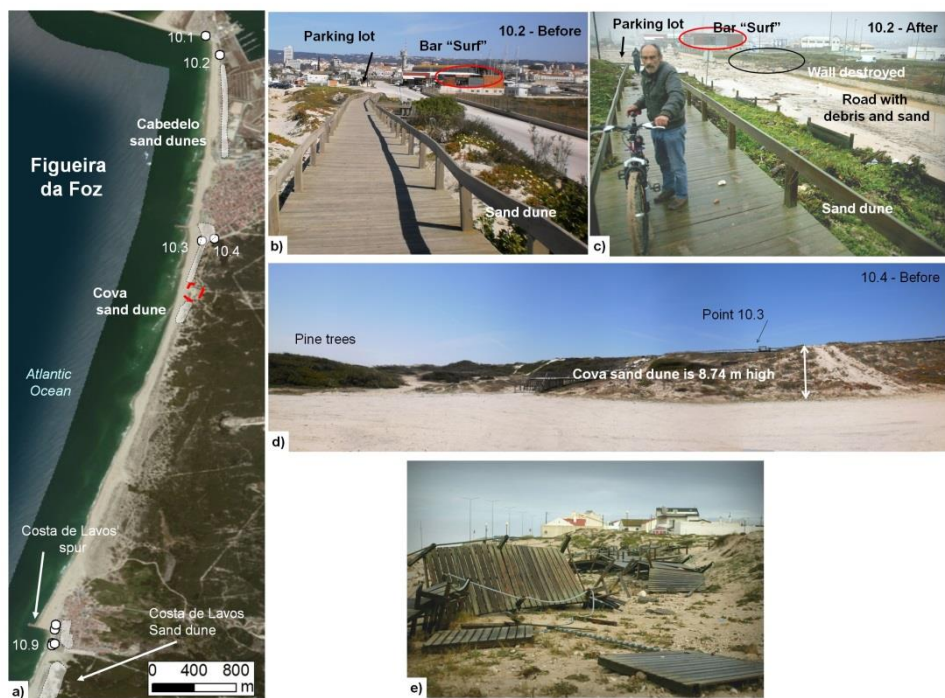 10.1
10.2
Cabedelo
sand dunes
Figueira
da Foz
10.3
10.4
Cova
sand dune
Atlantic
Ocean
Costa de Lavos'
spur
10.9
Costa de Lavos
Sand dune
0 400 800
m
a)
10.2 - Before
Parking lot
Bar “Surf”
Sand dune
b)
10.2 - After
Parking lot
Bar “Surf”
Wall destroyed
Road with
debris and sand
Sand dune
c)
10.4 - Before
Point 10.3
Pine trees
Cova sand dune is 8.74 m high
d)
e)